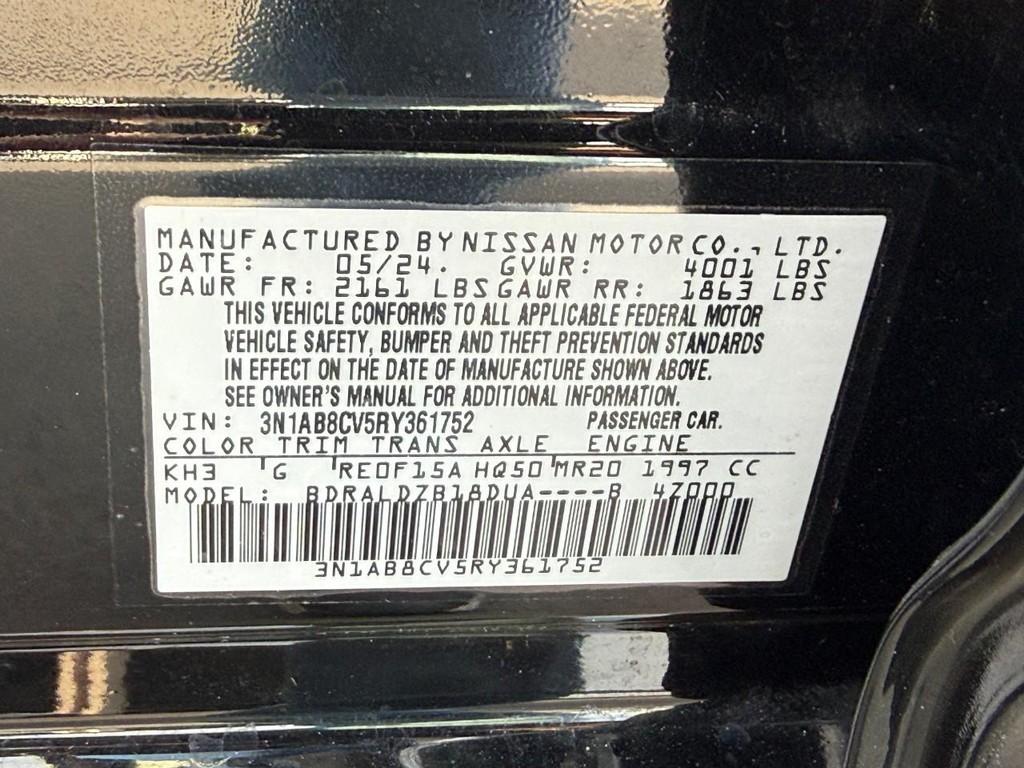 MANUFACTURED BY NISSAN MOTOR CO., LTD.
DATE: 05/24. GVWR: 4001 LBS
GAWR FR: 2161 LBS GAWR RR: 1863 LBS
THIS VEHICLE CONFORMS TO ALL APPLICABLE FEDERAL MOTOR
VEHICLE SAFETY, BUMPER AND THEFT PREVENTION STANDARDS
IN EFFECT ON THE DATE OF MANUFACTURE SHOWN ABOVE.
SEE OWNER'S MANUAL FOR ADDITIONAL INFORMATION.
VIN: 3N1AB8CV5RY361752 PASSENGER CAR.
COLOR TRIM TRANS AXLE ENGINE
KH3 'G 'RE0F15A HQ50'MR20 1997 CC
MODEL: BDRALDZB18DUA----B 4Z000
3N1AB8CV5RY361752